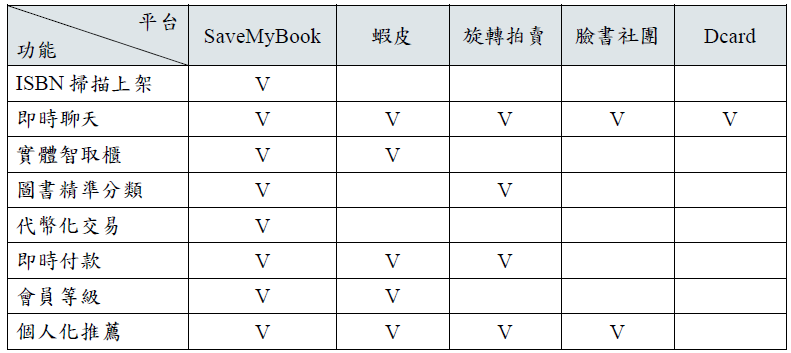 平台
功能 SaveMyBook 蝦皮 旋轉拍賣 臉書社團 Dcard
ISBN 掃描上架 V
即時聊天 V V V V V
實體智取櫃 V V
圖書精準分類 V V
代幣化交易 V
即時付款 V V V
會員等級 V V
個人化推薦 V V V V